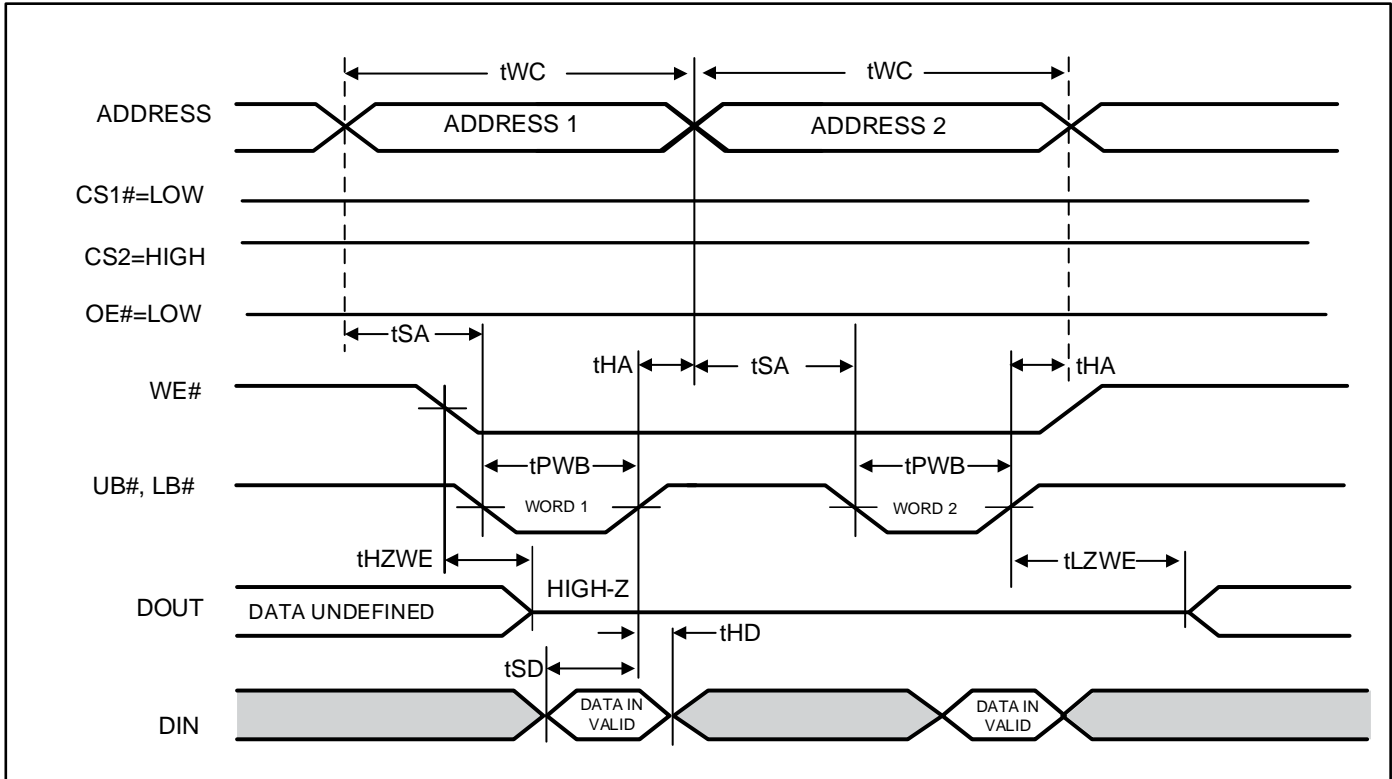 tWC tWC
ADDRESS ADDRESS 1 ADDRESS 2
CS1#=LOW
CS2=HIGH
OE#=LOW
tSA
tHA tSA tHA
WE#
tPWB tPWB
UB#, LB# WORD 1 WORD 2
tHZWE tLZWE
HIGH-Z
DOUT DATA UNDEFINED
tHD
tSD
DIN DATA IN VALID DATA IN VALID